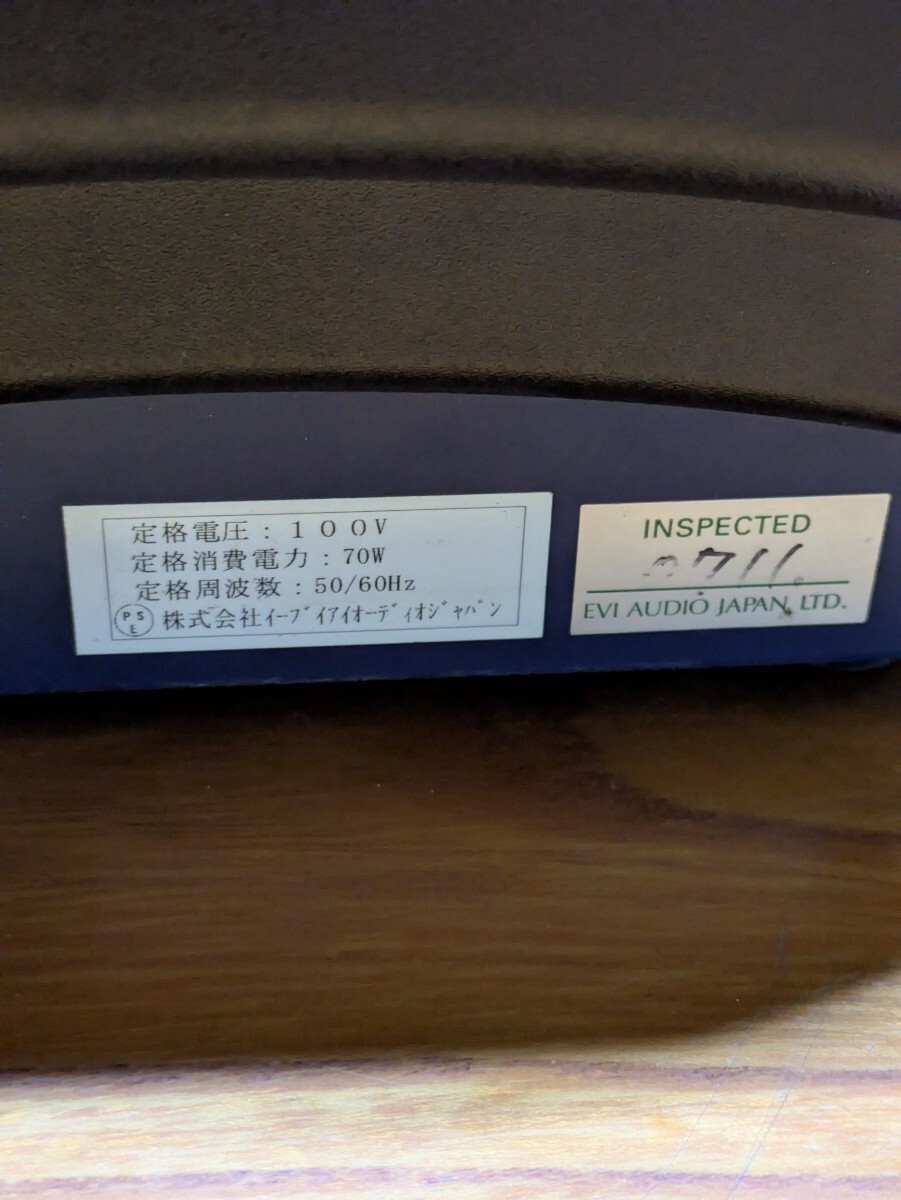 定格電圧：１００V
定格消費電力：70W
定格周波数：50/60Hz
PSE 株式会社ｲｰﾌﾞｲｱｲｵｰﾃﾞｨｵｼﾞｬﾊﾟﾝ
INSPECTED
EVI AUDIO JAPAN, LTD.